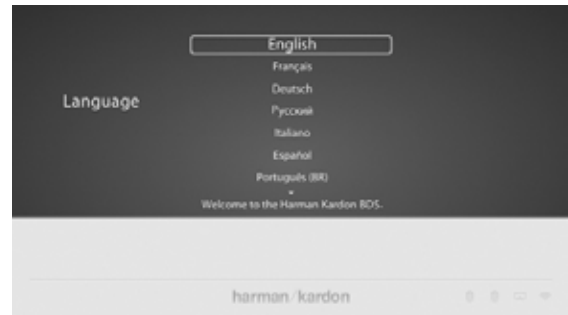 Language
English
Français
Deutsch
Русский
Italiano
Español
Português (BR)
Welcome to the Harman Kardon BDS.
harman/kardon